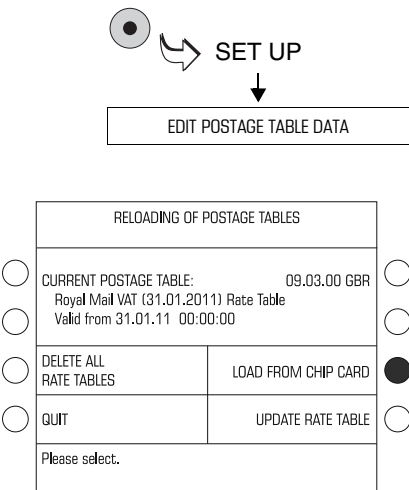 SET UP
EDIT POSTAGE TABLE DATA
RELOADING OF POSTAGE TABLES
CURRENT POSTAGE TABLE: 09.03.00 GBR
Royal Mail VAT (31.01.2011) Rate Table
Valid from 31.01.11 00:00:00
DELETE ALL
RATE TABLES
LOAD FROM CHIP CARD
QUIT
UPDATE RATE TABLE
Please select.